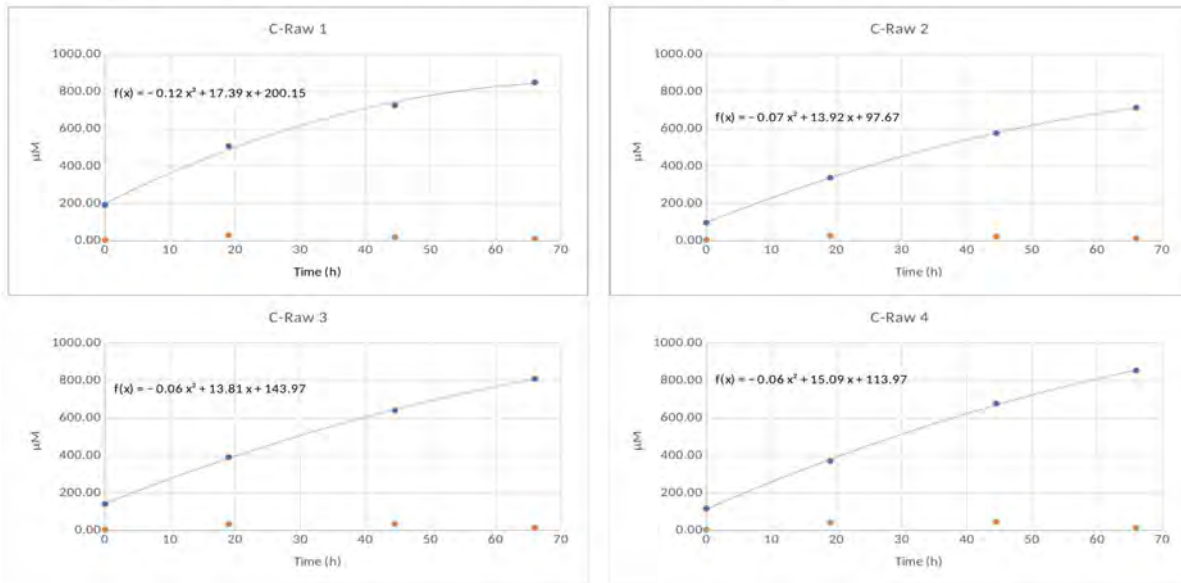 C-Raw 1
1000.00
800.00
600.00
400.00
200.00
0.00
µM
f(x) = − 0.12 x² + 17.39 x + 200.15
0 10 20 30 40 50 60 70
Time (h)
C-Raw 2
1000.00
800.00
600.00
400.00
200.00
0.00
µM
f(x) = − 0.07 x² + 13.92 x + 97.67
0 10 20 30 40 50 60 70
Time (h)
C-Raw 3
1000.00
800.00
600.00
400.00
200.00
0.00
µM
f(x) = − 0.06 x² + 13.81 x + 143.97
0 10 20 30 40 50 60 70
Time (h)
C-Raw 4
1000.00
800.00
600.00
400.00
200.00
0.00
µM
f(x) = − 0.06 x² + 15.09 x + 113.97
0 10 20 30 40 50 60 70
Time (h)